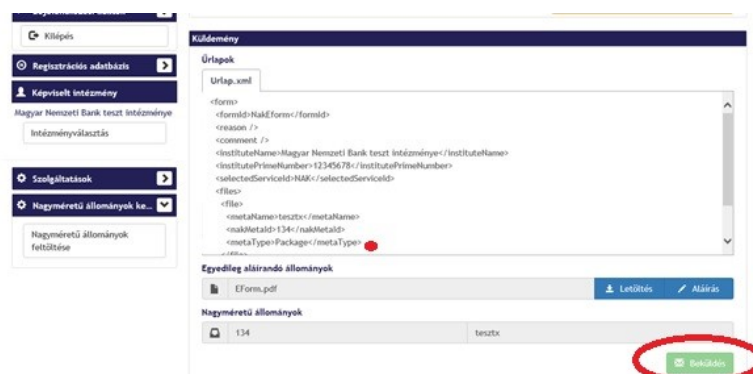 Kilépés
Regisztrációs adatbázis
Képviselt intézmény
Magyar Nemzeti Bank teszt intézménye
Intézményválasztás
Szolgáltatások
Nagyméretű állományok ke...
Nagyméretű állományok
feltöltése
Küldemény
Űrlapok
Urlap.xml
<form>
<formId>NakEform</formId>
<reason />
<comment />
<instituteName>Magyar Nemzeti Bank teszt intézménye</instituteName>
<institutePrimeNumber>12345678</institutePrimeNumber>
<selectedServiceId>NAK</selectedServiceId>
<files>
<file>
<metaName>tesztx</metaName>
<nakMetaId>134</nakMetaId>
<metaType>Package</metaType>
</file>
Egyedileg aláírandó állományok
EForm.pdf Letöltés Aláírás
Nagyméretű állományok
134 tesztx
Beküldés